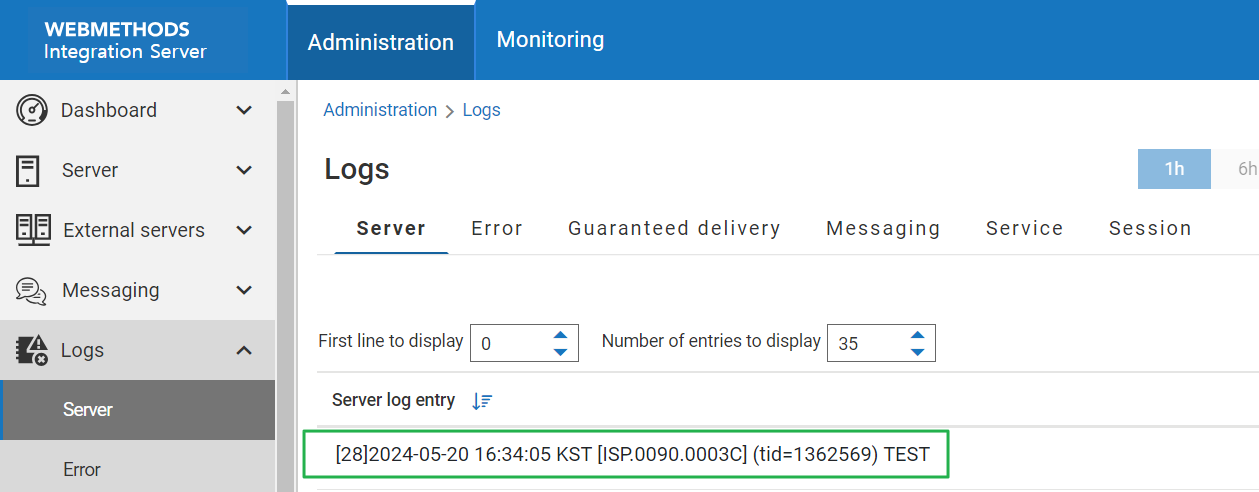 WEBMETHODS
Integration Server
Administration
Monitoring
Dashboard
Server
External servers
Messaging
Logs
Server
Error
Administration > Logs
Logs
1h
6h
Server Error Guaranteed delivery Messaging Service Session
First line to display 0 Number of entries to display 35
Server log entry
[28]2024-05-20 16:34:05 KST [ISP.0090.0003C] (tid=1362569) TEST